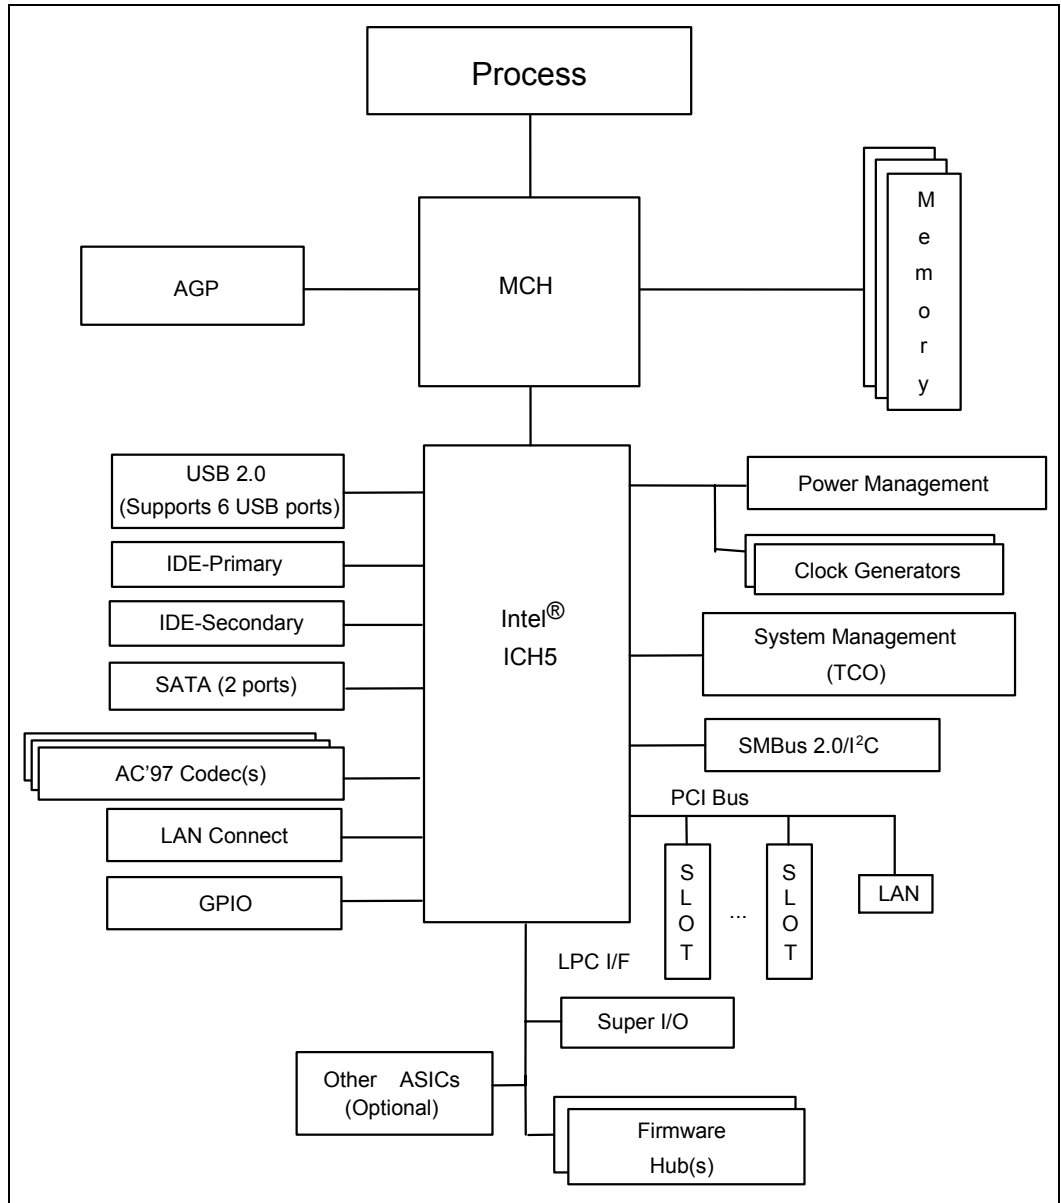 Process
M
e
m
o
r
y
AGP
MCH
USB 2.0
(Supports 6 USB ports)
IDE-Primary
IDE-Secondary
SATA (2 ports)
AC'97 Codec(s)
LAN Connect
GPIO
Intel®
ICH5
Power Management
Clock Generators
System Management
(TCO)
SMBus 2.0/I²C
PCI Bus
S
L
O
T
...
S
L
O
T
LAN
LPC I/F
Super I/O
Other ASICs
(Optional)
Firmware
Hub(s)